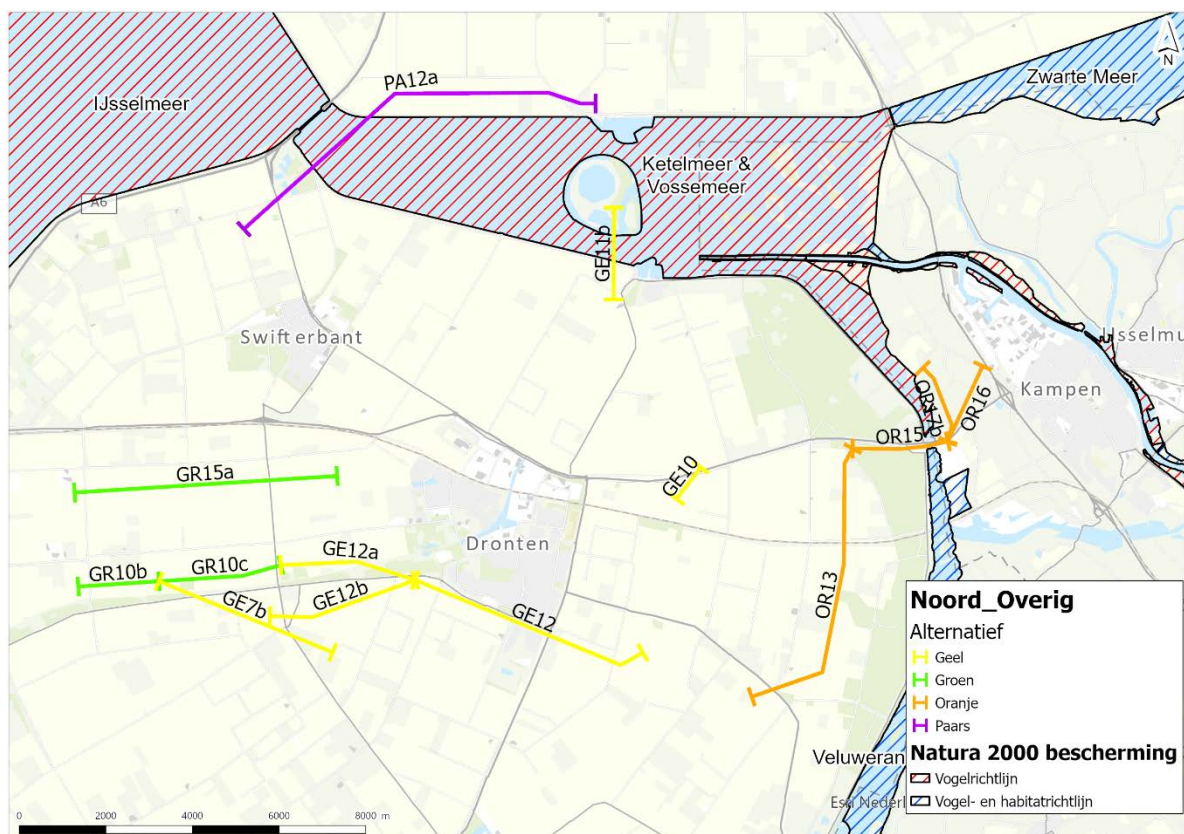 PA12a
IJsselmeer
Zwarte Meer
N
Ketelmeer &
Vossemeer
A6
GE11b
Swifterbant
IJsselmu
Kampen
OR17b
OR16
OR15
GR15a
GE10
Dronten
GR10b
GR10c
GE12a
GE7b
GE12b
GE12
OR13
Veluweran
Esri Nederl
Noord_Overig
Alternatief
Geel
Groen
Oranje
Paars
Natura 2000 bescherming
Vogelrichtlijn
Vogel- en habitatrichtlijn
0 2000 4000 6000 8000 m